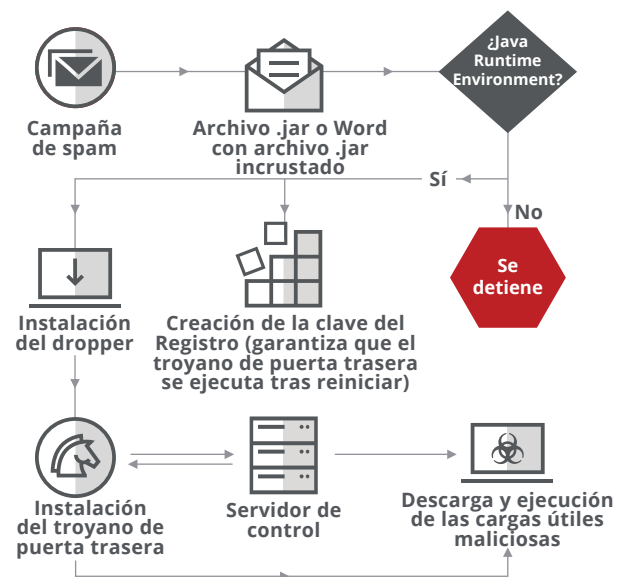 ¿Java
Runtime
Environment?
Campaña
de spam
Archivo .jar o Word
con archivo .jar
incrustado
Sí
No
Se
detiene
Instalación
del dropper
Creación de la clave del
Registro (garantiza que el
troyano de puerta trasera
se ejecuta tras reiniciar)
Instalación
del troyano de
puerta trasera
Servidor de
control
Descarga y ejecución
de las cargas útiles
maliciosas